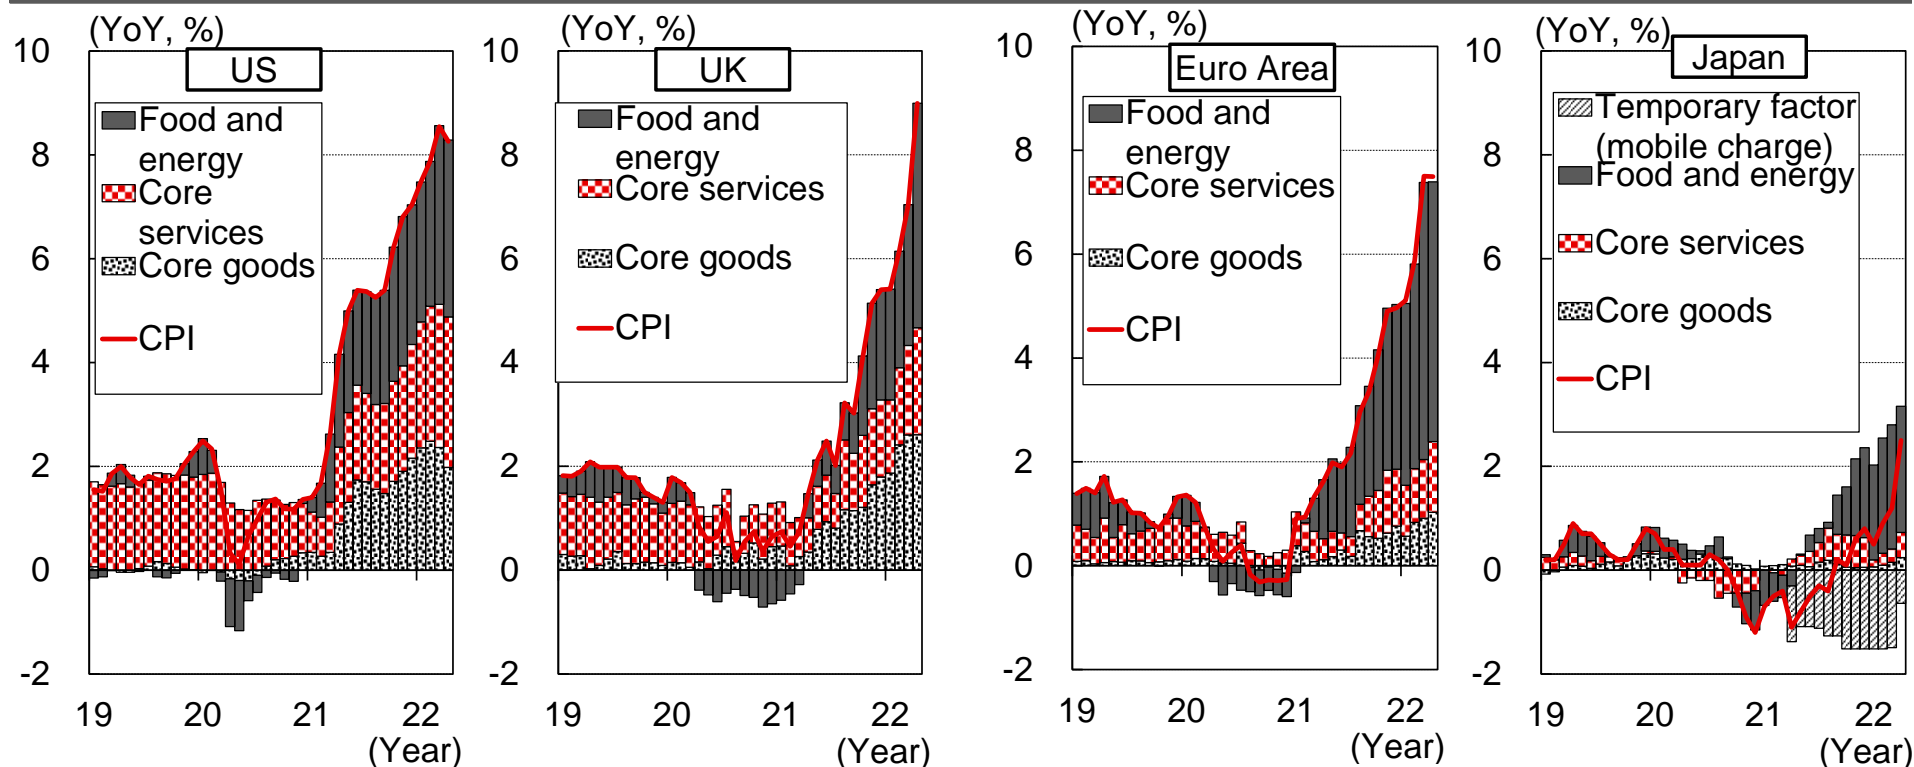 (YoY, %)
US
10
8
6
4
2
0
-2
Food and
energy
Core
services
Core goods
CPI
19
20
21
22
(Year)
(YoY, %)
UK
10
8
6
4
2
0
-2
Food and
energy
Core services
Core goods
CPI
19
20
21
22
(Year)
(YoY, %)
Euro Area
10
8
6
4
2
0
-2
Food and
energy
Core services
Core goods
CPI
19
20
21
22
(Year)
(YoY, %)
Japan
10
8
6
4
2
0
-2
Temporary factor
(mobile charge)
Food and energy
Core services
Core goods
CPI
19
20
21
22
(Year)